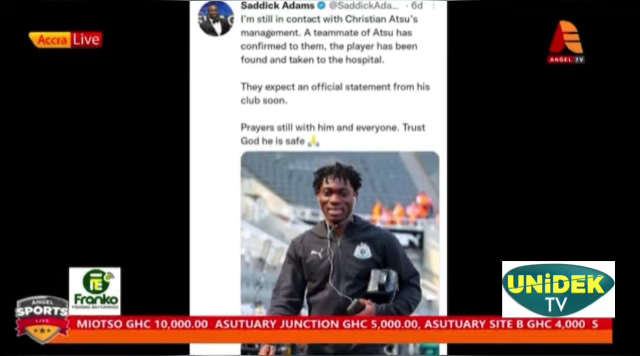 Accra Live
Saddick Adams @SaddickAda... · 6d
I'm still in contact with Christian Atsu's
management. A teammate of Atsu has
confirmed to them, the player has been
found and taken to the hospital.
They expect an official statement from his
club soon.
Prayers still with him and everyone. Trust
God he is safe 🙏
ANGEL TV
Franko
UNiDEK
TV
ANGEL
SPORTS
LIVE
MIOTSO GHC 10,000.00 ASUTUARY JUNCTION GHC 5,000.00, ASUTUARY SITE B GHC 4,000 S